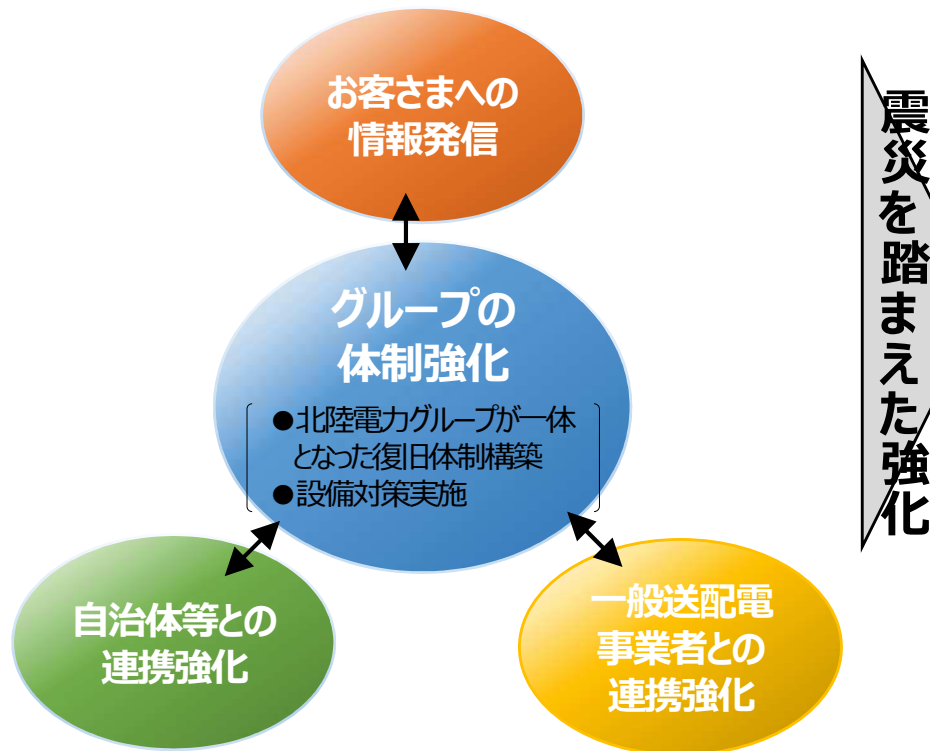 お客さまへの
情報発信
グループの
体制強化
●北陸電力グループが一体
となった復旧体制構築
●設備対策実施
自治体等との
連携強化
一般送配電
事業者との
連携強化
震災を踏まえた強化